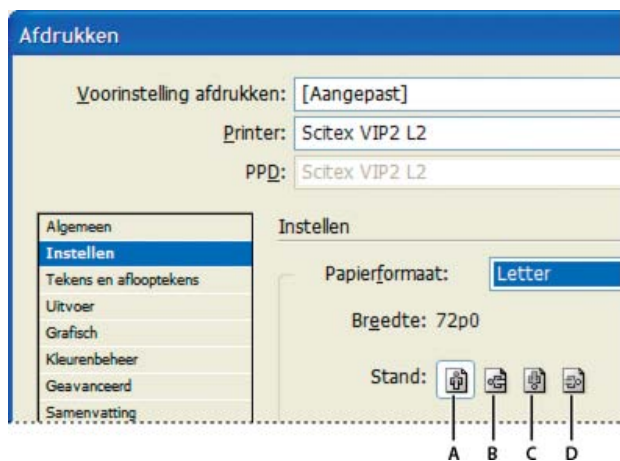 Afdrukken
Voorinstelling afdrukken: [Aangepast]
Printer: Scitex VIP2 L2
PPD: Scitex VIP2 L2
Algemeen
Instellen
Tekens en aflooptekens
Uitvoer
Grafisch
Kleurenbeheer
Geavanceerd
Samenvatting
Instellen
Papierformaat: Letter
Breedte: 72p0
Stand:
A B C D